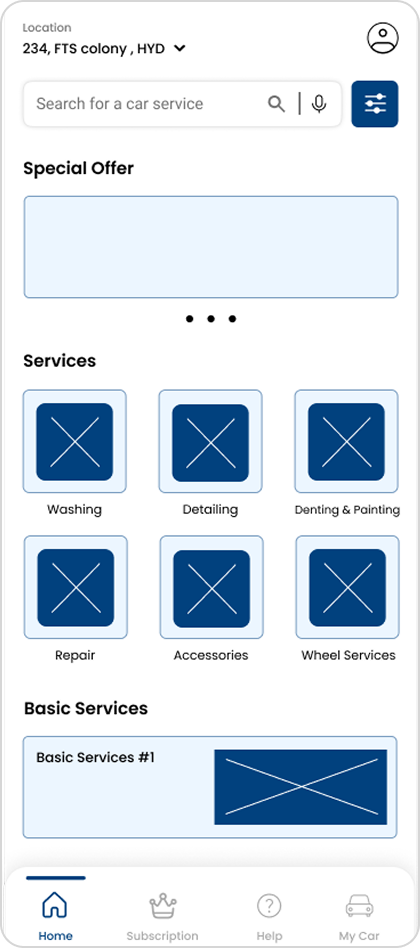 Location
234, FTS colony , HYD
Search for a car service
Special Offer
Services
Washing
Detailing
Denting & Painting
Repair
Accessories
Wheel Services
Basic Services
Basic Services #1
Home
Subscription
Help
My Car